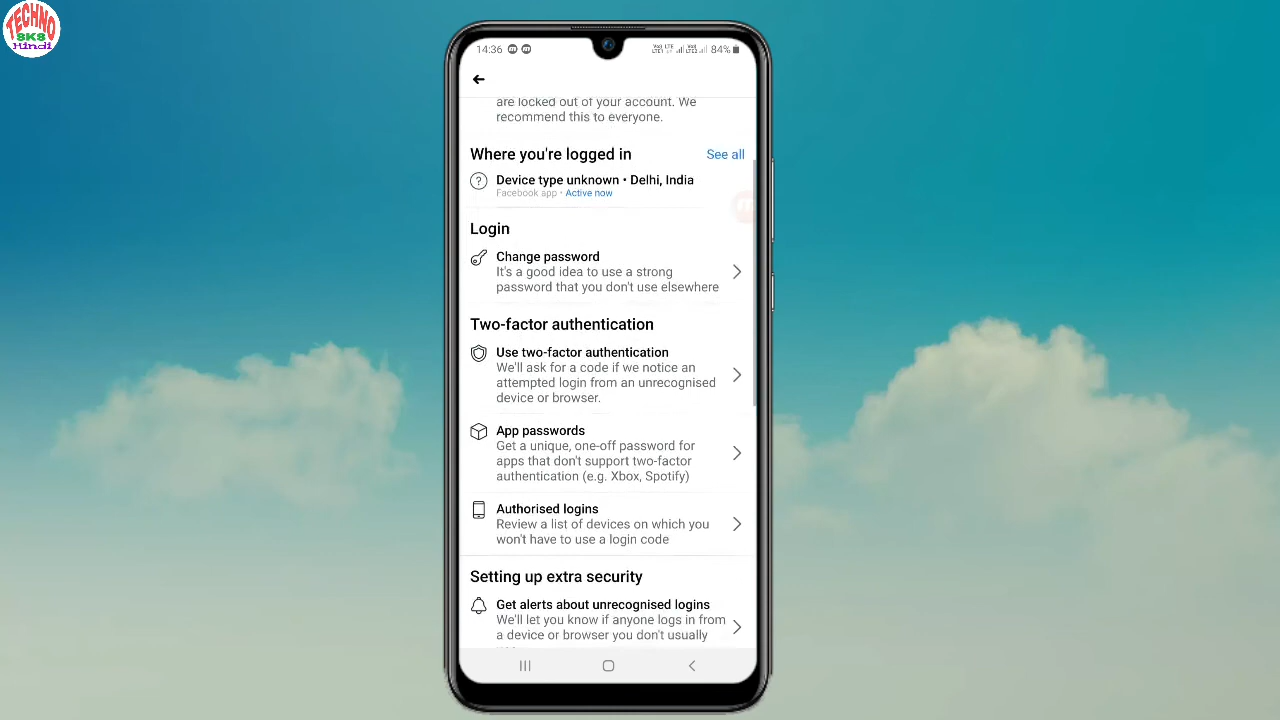 TECHNO
SKS
Hindi
14:36
84%
are locked out of your account. We
recommend this to everyone.
Where you're logged in See all
Device type unknown • Delhi, India
Facebook app • Active now
Login
Change password
It's a good idea to use a strong
password that you don't use elsewhere
Two-factor authentication
Use two-factor authentication
We'll ask for a code if we notice an
attempted login from an unrecognised
device or browser.
App passwords
Get a unique, one-off password for
apps that don't support two-factor
authentication (e.g. Xbox, Spotify)
Authorised logins
Review a list of devices on which you
won't have to use a login code
Setting up extra security
Get alerts about unrecognised logins
We'll let you know if anyone logs in from
a device or browser you don't usually